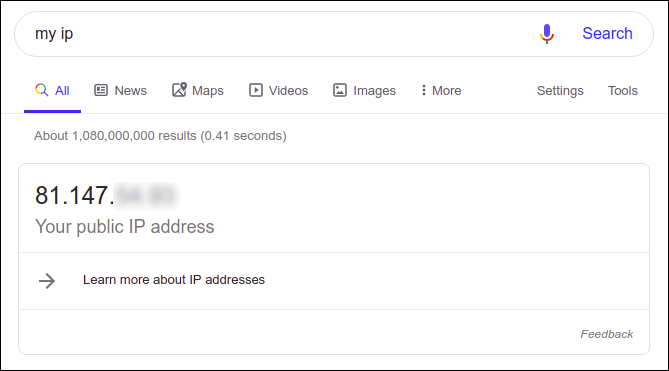 my ip Search
All News Maps Videos Images More Settings Tools
About 1,080,000,000 results (0.41 seconds)
81.147.
Your public IP address
Learn more about IP addresses
Feedback